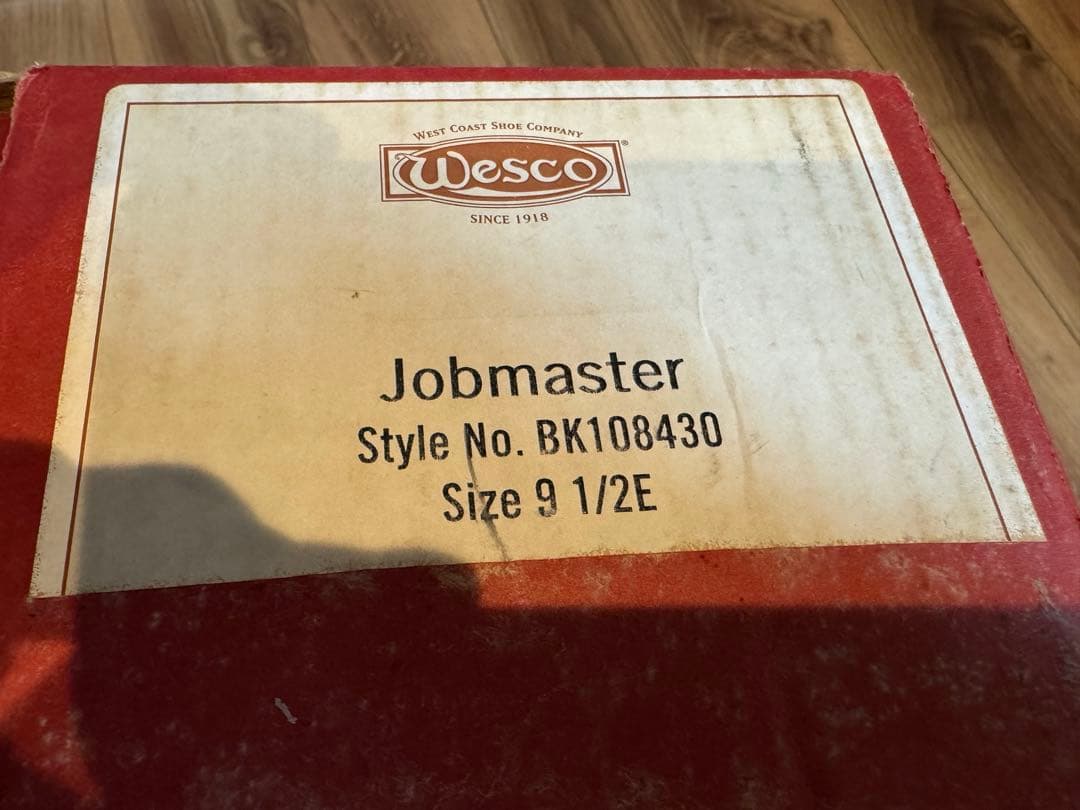 WEST COAST SHOE COMPANY
Wesco®
SINCE 1918
Jobmaster
Style No. BK108430
Size 9 1/2E